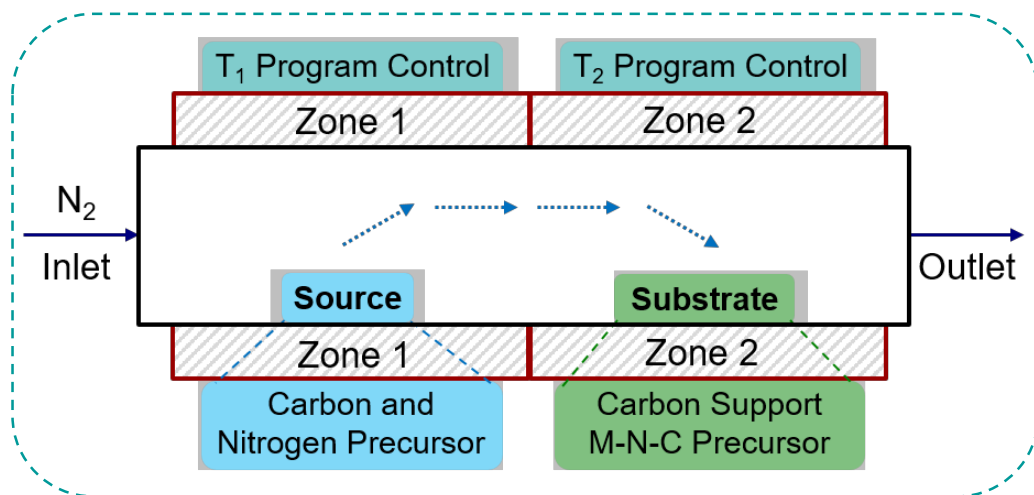 T₁ Program Control
T₂ Program Control
Zone 1
Zone 2
N₂
Inlet
Outlet
Source
Substrate
Zone 1
Zone 2
Carbon and
Nitrogen Precursor
Carbon Support
M-N-C Precursor